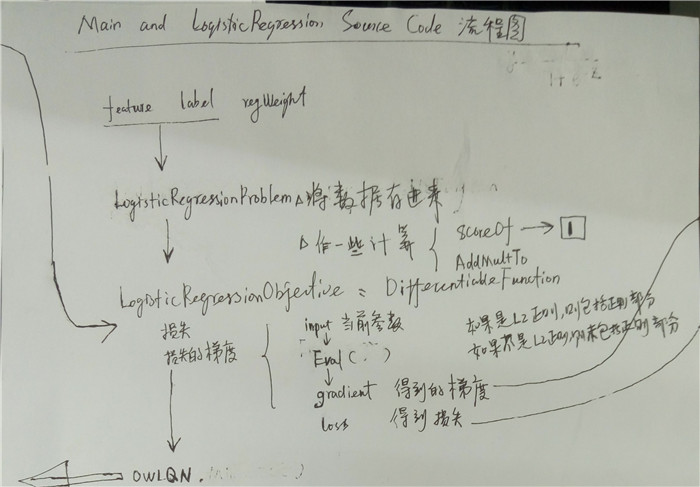 Main and LogisticRegression Source Code 流程图
feature label regWeight
LogisticRegressionProblem △将数据存进来
△作一些计算 { ScoreOf → 1
AddMultTo
LogisticRegressionObjective : DifferentiableFunction
损失
损失的梯度
input 当前参数
Eval( )
gradient 得到的梯度
loss 得到损失
如果是L2正则,则包括正则部分
如果不是L2正则,则未包括正则部分
OWLQN.